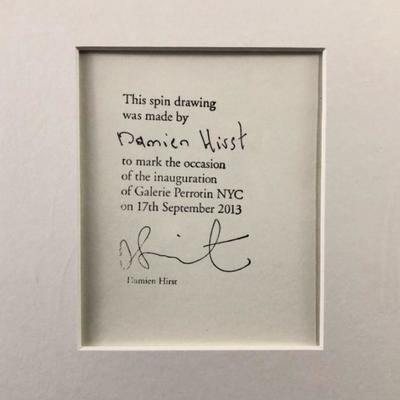 This spin drawing
was made by
Damien Hirst
to mark the occasion
of the inauguration
of Galerie Perrotin NYC
on 17th September 2013
Damien Hirst